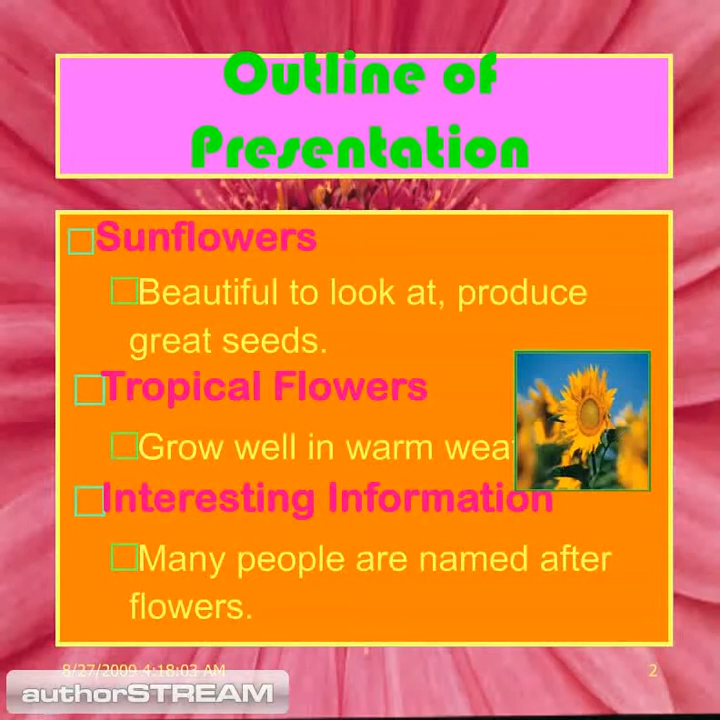 Outline of
Presentation
Sunflowers
Beautiful to look at, produce
great seeds.
Tropical Flowers
Grow well in warm
Interesting Information
Many people are named after
flowers.
8/27/2009 4:18:03 AM
2
authorSTREAM